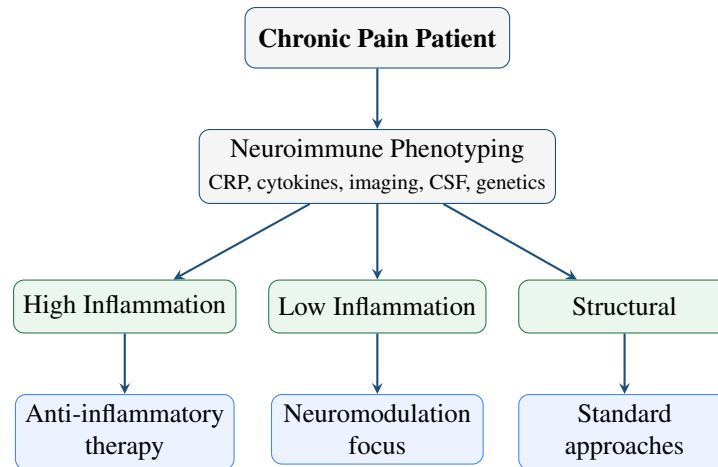 Chronic Pain Patient
Neuroimmune Phenotyping
CRP, cytokines, imaging, CSF, genetics
High Inflammation
Low Inflammation
Structural
Anti-inflammatory
therapy
Neuromodulation
focus
Standard
approaches